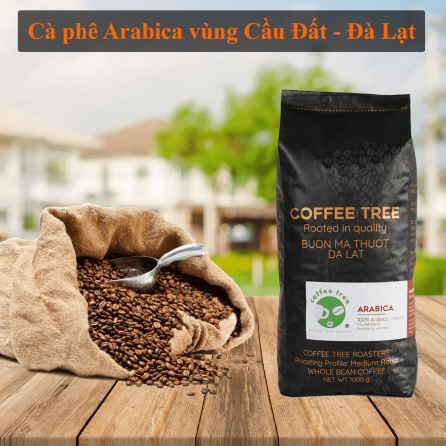 Cà phê Arabica vùng Cầu Đất - Đà Lạt
COFFEE TREE
Rooted in quality
BUON MA THUOT
DA LAT
coffee tree
ARABICA
100% Arabica
COFFEE TREE ROASTERS
Roasting Profile: Medium Roast
WHOLE BEAN COFFEE
NET WT 1000 g